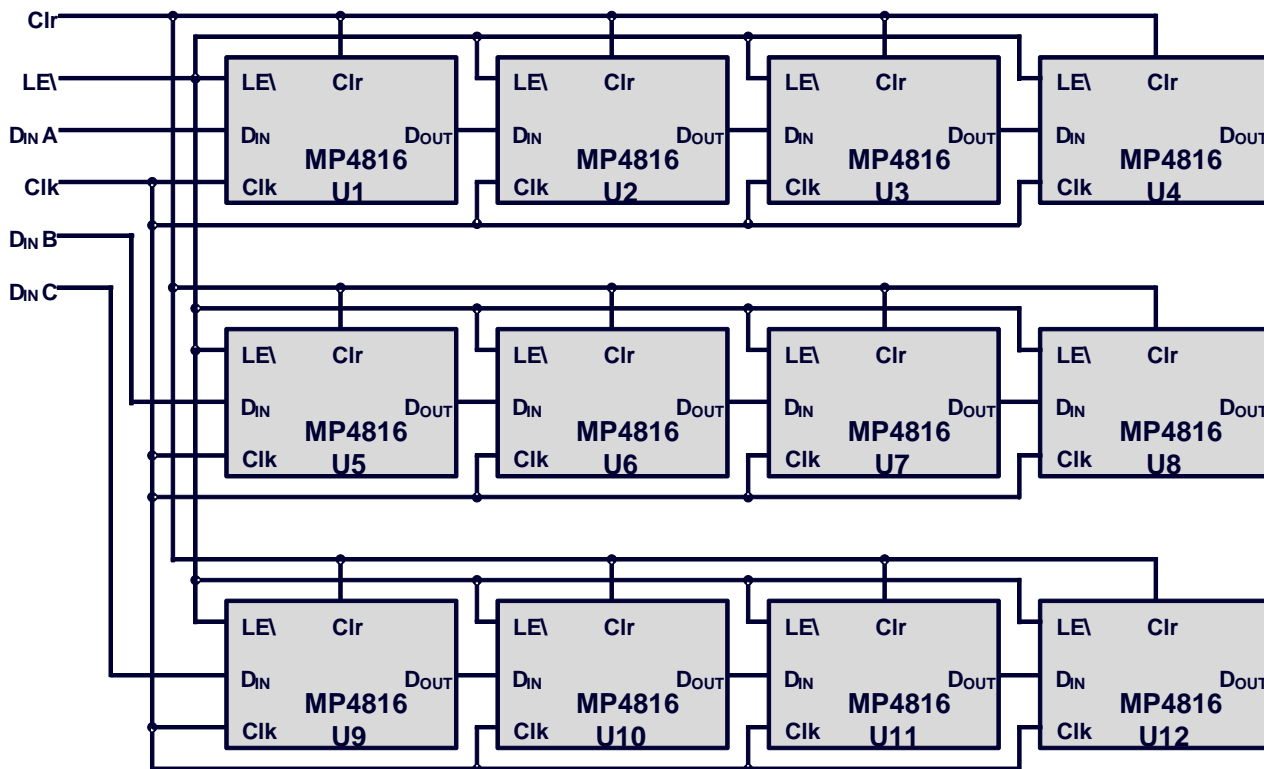 Clr
LE\
DIN A
Clk
DIN B
DIN C
LE\ Clr
DIN DOUT
MP4816
Clk U1
LE\ Clr
DIN DOUT
MP4816
Clk U2
LE\ Clr
DIN DOUT
MP4816
Clk U3
LE\ Clr
DIN DOUT
MP4816
Clk U4
LE\ Clr
DIN DOUT
MP4816
Clk U5
LE\ Clr
DIN DOUT
MP4816
Clk U6
LE\ Clr
DIN DOUT
MP4816
Clk U7
LE\ Clr
DIN DOUT
MP4816
Clk U8
LE\ Clr
DIN DOUT
MP4816
Clk U9
LE\ Clr
DIN DOUT
MP4816
Clk U10
LE\ Clr
DIN DOUT
MP4816
Clk U11
LE\ Clr
DIN DOUT
MP4816
Clk U12